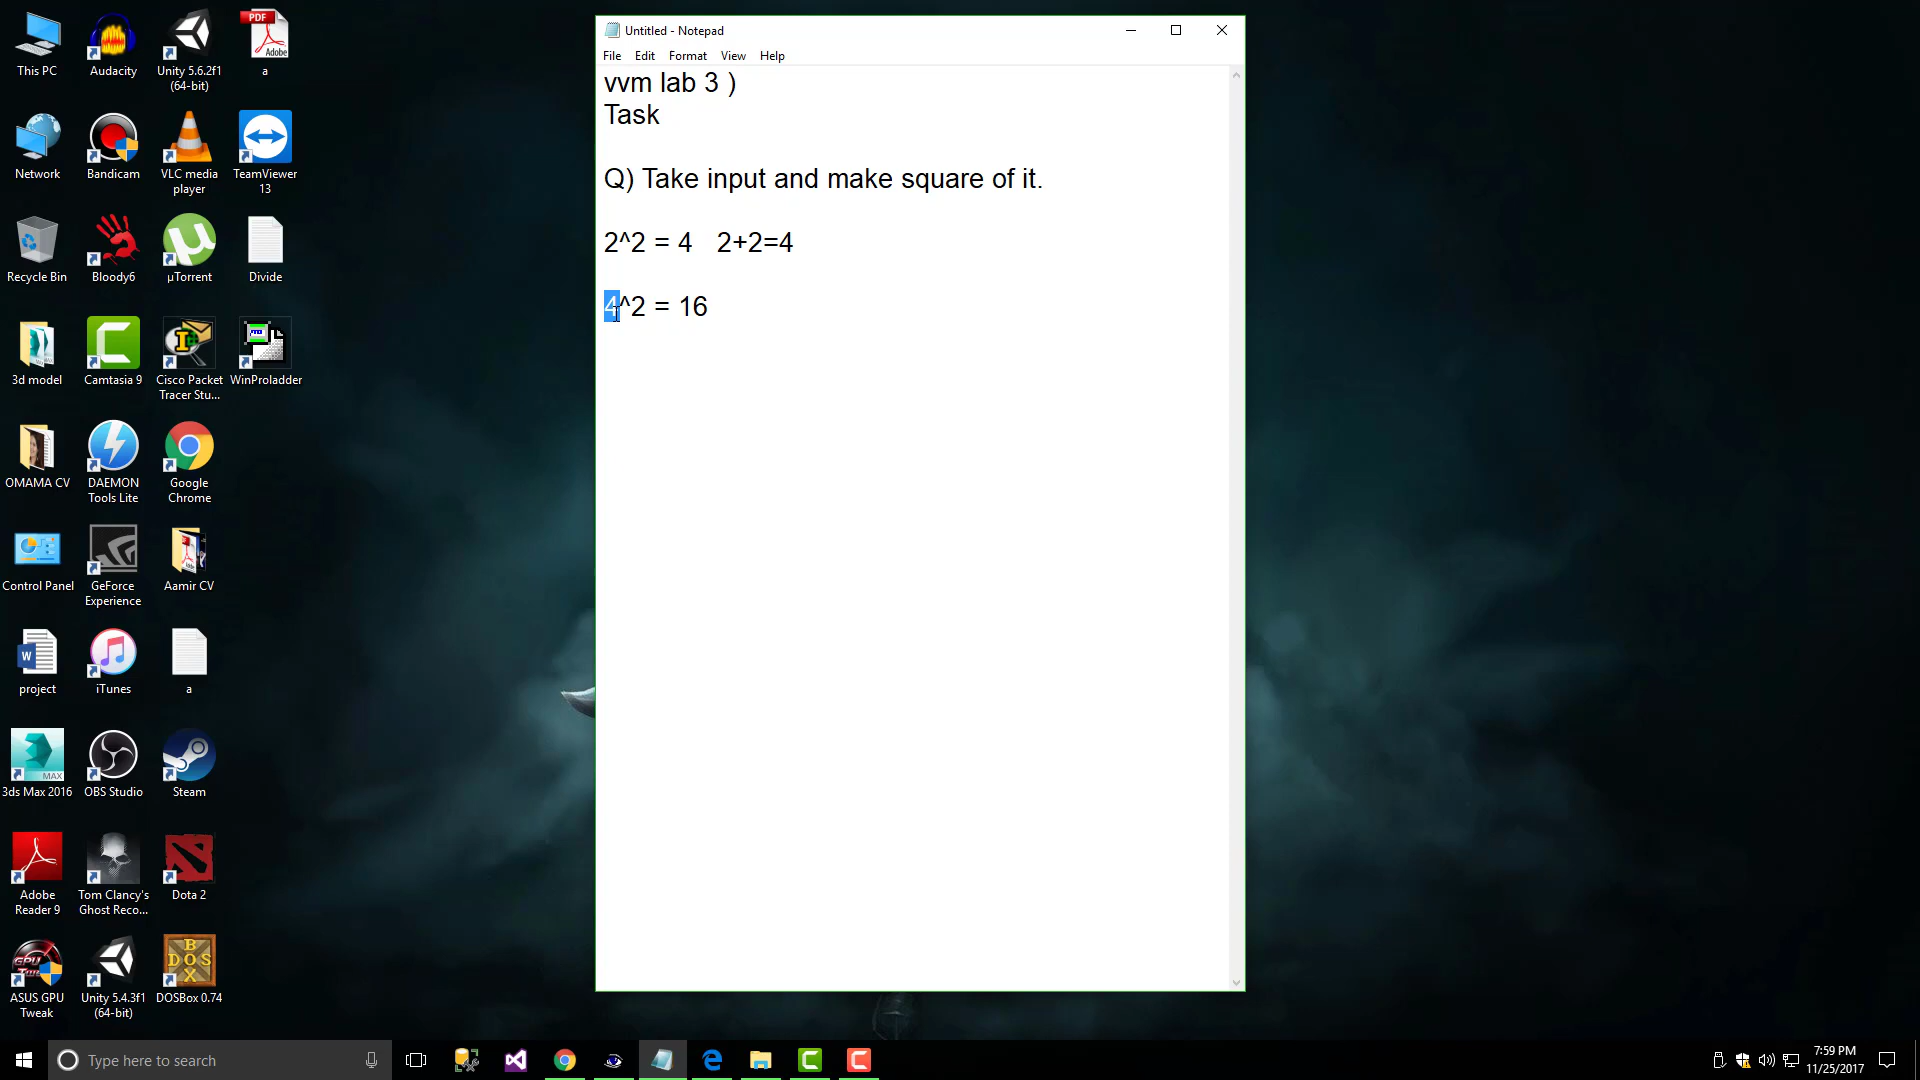 This PC
Audacity
Unity 5.6.2f1
(64-bit)
PDF
Adobe
a
Network
Bandicam
VLC media
player
TeamViewer
13
Recycle Bin
Bloody6
µTorrent
Divide
3d model
Camtasia 9
Cisco Packet
Tracer Stu...
WinProladder
OMAMA CV
DAEMON
Tools Lite
Google
Chrome
Control Panel
GeForce
Experience
Aamir CV
project
iTunes
a
MAX
3ds Max 2016
OBS Studio
Steam
Adobe
Reader 9
Tom Clancy's
Ghost Reco...
Dota 2
ASUS GPU
Tweak
Unity 5.4.3f1
(64-bit)
DOSBox 0.74
Untitled - Notepad
File Edit Format View Help
vvm lab 3 )
Task
Q) Take input and make square of it.
2^2 = 4 2+2=4
4^2 = 16
Type here to search
7:59 PM
11/25/2017